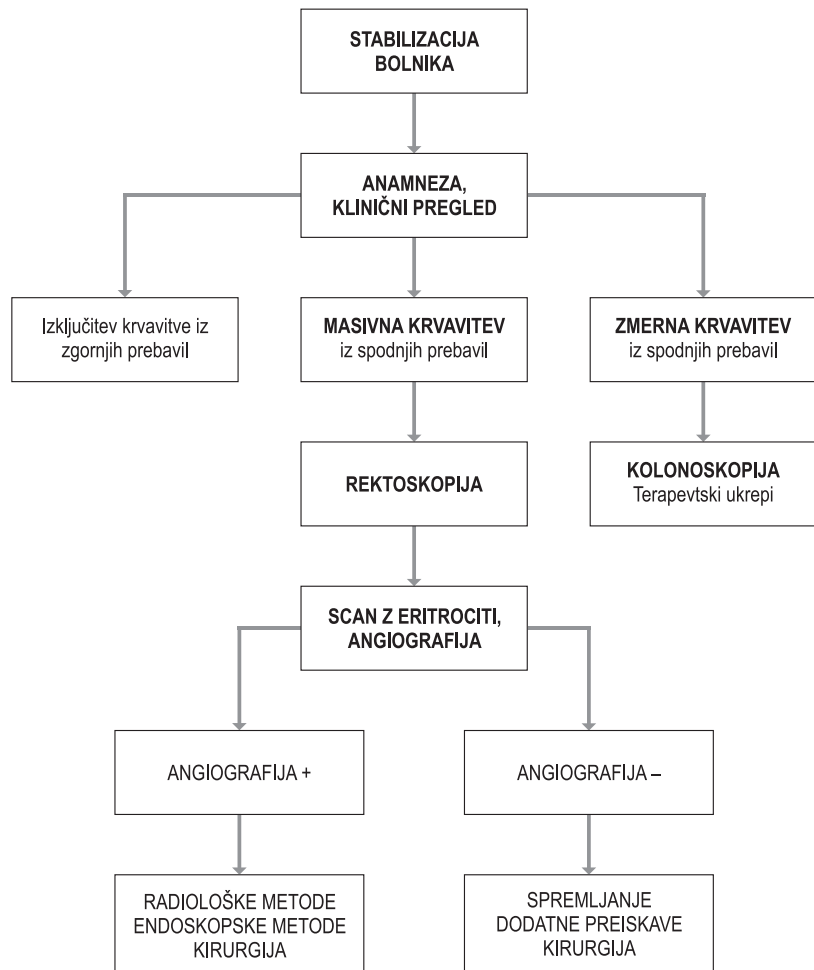 STABILIZACIJA
BOLNIKA
ANAMNEZA,
KLINIČNI PREGLED
Izključitev krvavitve iz
zgornjih prebavil
MASIVNA KRVAVITEV
iz spodnjih prebavil
ZMERNA KRVAVITEV
iz spodnjih prebavil
REKTOSKOPIJA
KOLONOSKOPIJA
Terapevtski ukrepi
SCAN Z ERITROCITI,
ANGIOGRAFIJA
ANGIOGRAFIJA +
ANGIOGRAFIJA –
RADIOLOŠKE METODE
ENDOSKOPSKE METODE
KIRURGIJA
SPREMLJANJE
DODATNE PREISKAVE
KIRURGIJA